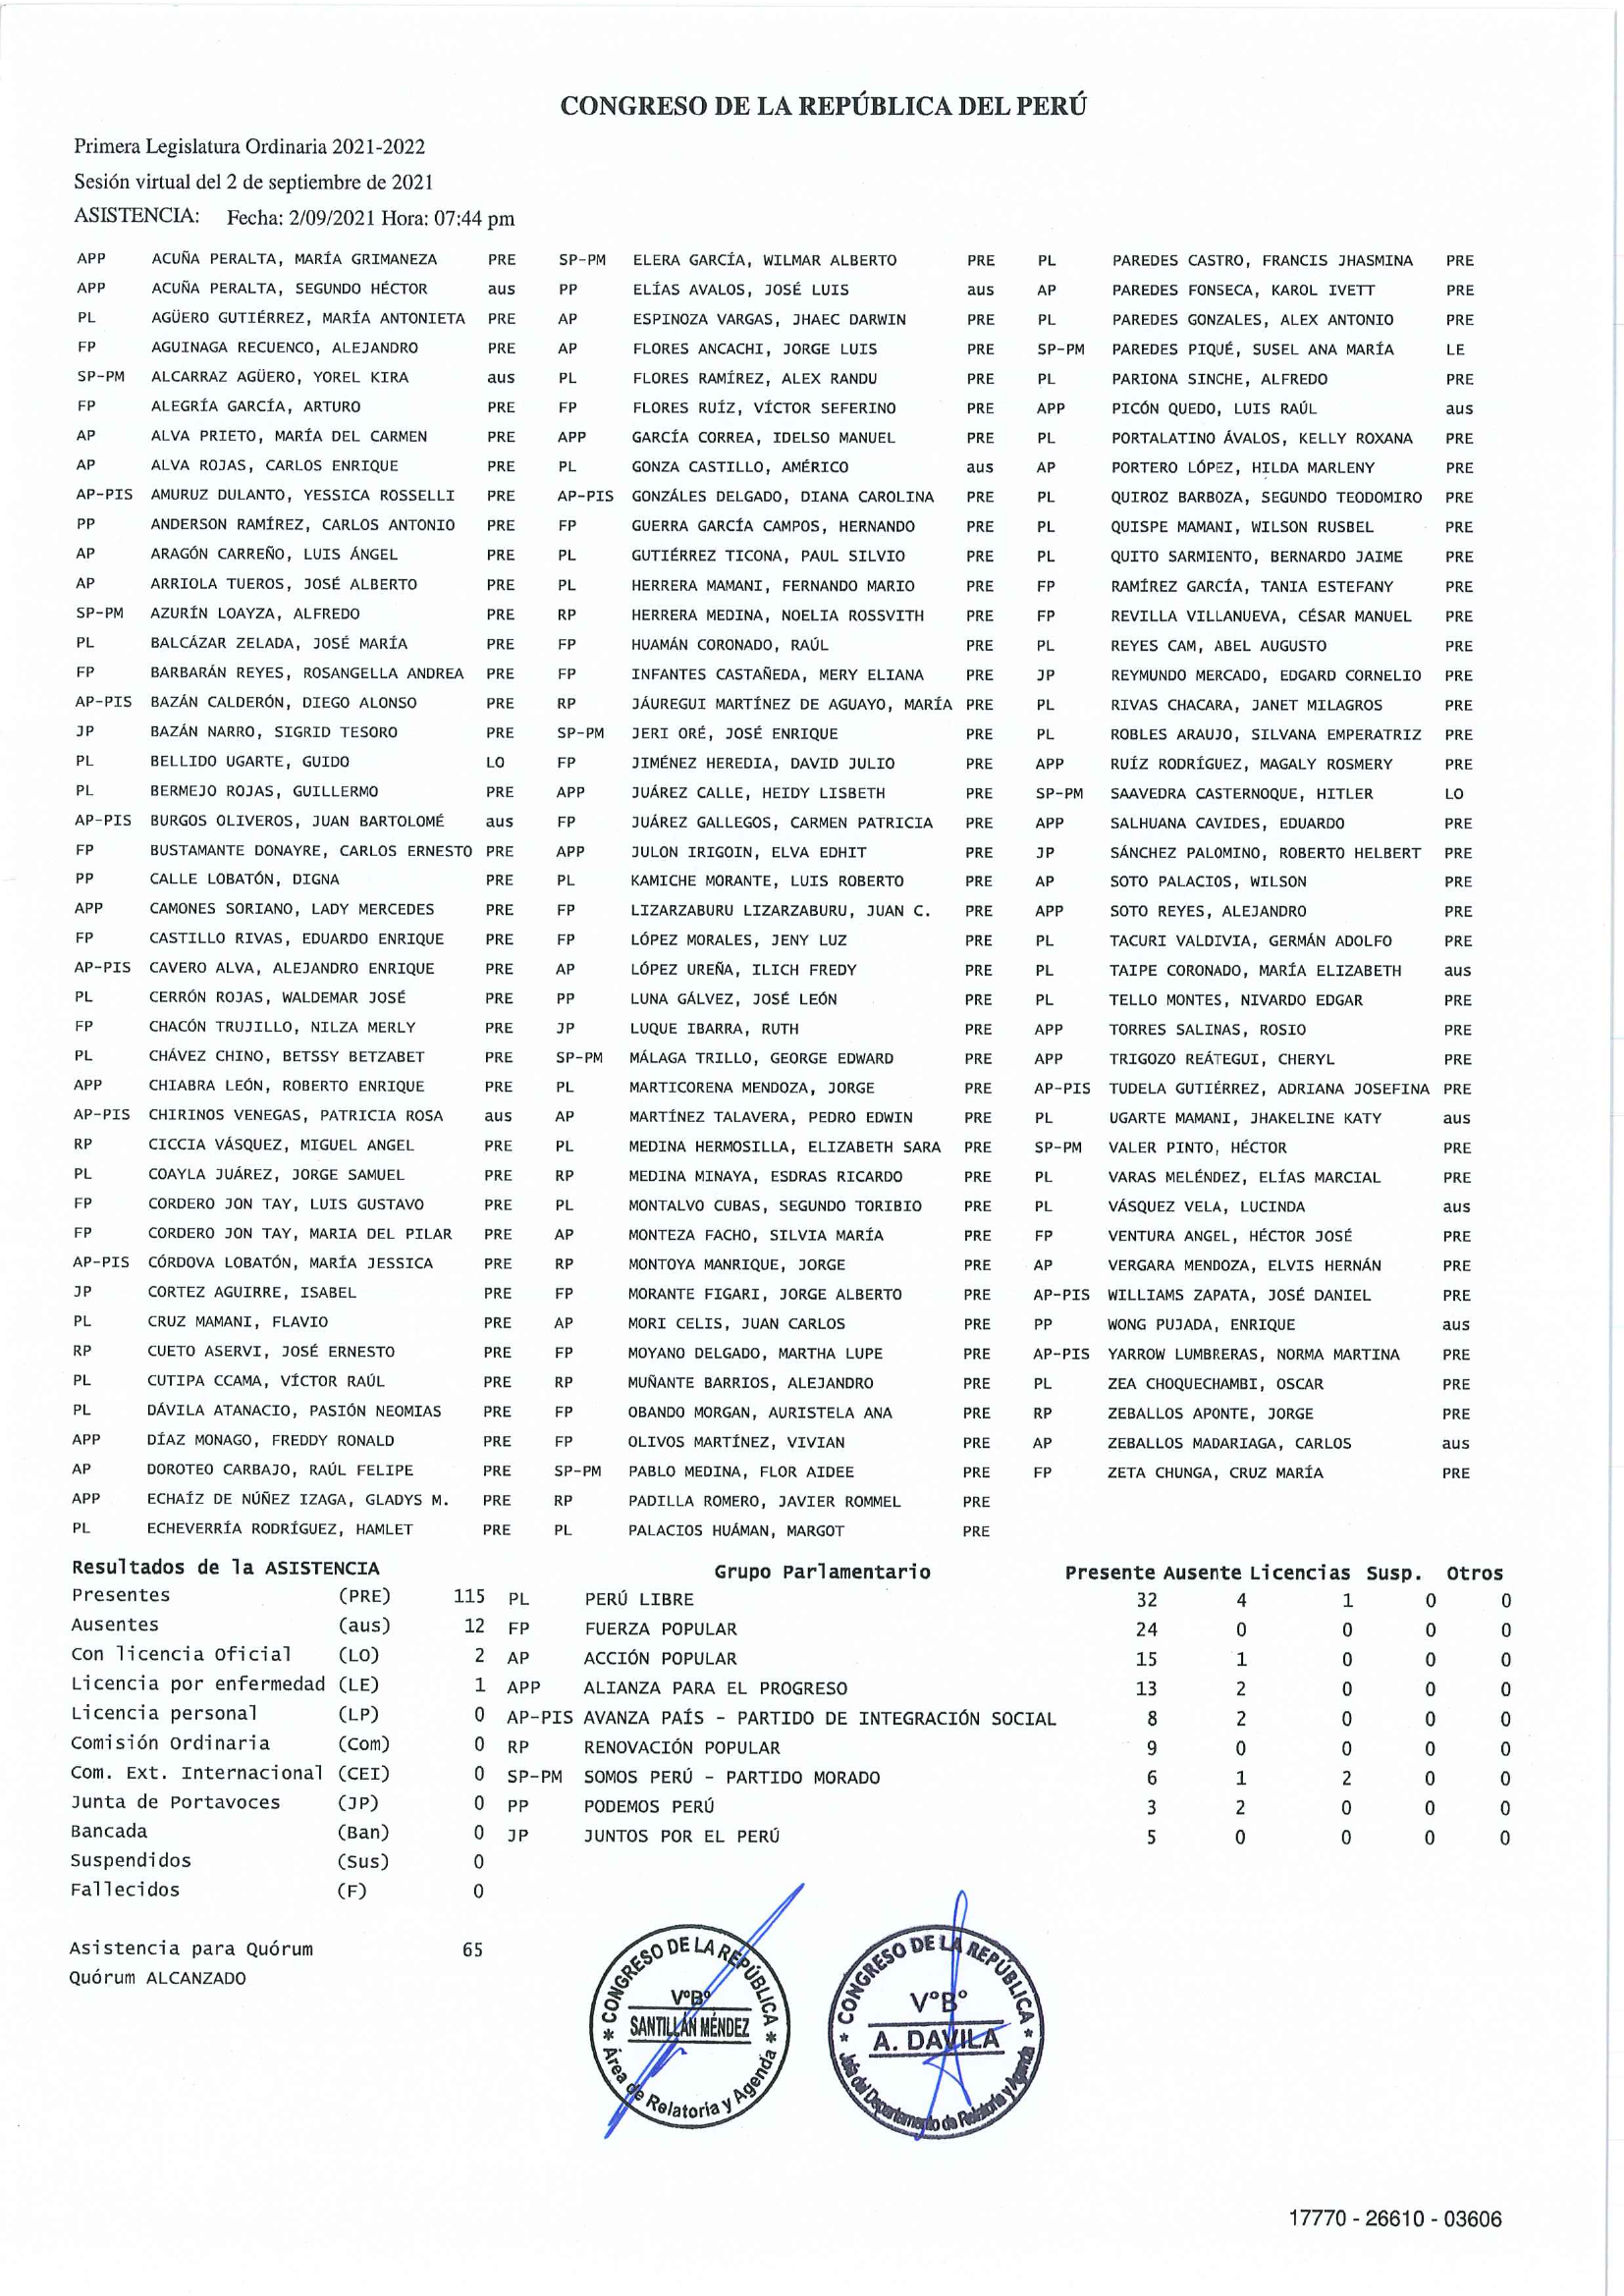 CONGRESO DE LA REPÚBLICA DEL PERÚ
Primera Legislatura Ordinaria 2021-2022
Sesión virtual del 2 de septiembre de 2021
ASISTENCIA: Fecha: 2/09/2021 Hora: 07:44 pm
APP ACUÑA PERALTA, MARÍA GRIMANEZA PRE SP-PM ELERA GARCÍA, WILMAR ALBERTO PRE PL PAREDES CASTRO, FRANCIS JHASMINA PRE
APP ACUÑA PERALTA, SEGUNDO HÉCTOR aus PP ELÍAS AVALOS, JOSÉ LUIS aus AP PAREDES FONSECA, KAROL IVETT PRE
PL AGÜERO GUTIÉRREZ, MARÍA ANTONIETA PRE AP ESPINOZA VARGAS, JHAEC DARWIN PRE PL PAREDES GONZALES, ALEX ANTONIO PRE
FP AGUINAGA RECUENCO, ALEJANDRO PRE AP FLORES ANCACHI, JORGE LUIS PRE SP-PM PAREDES PIQUÉ, SUSEL ANA MARÍA LE
SP-PM ALCARRAZ AGÜERO, YOREL KIRA aus PL FLORES RAMÍREZ, ALEX RANDU PRE PL PARIONA SINCHE, ALFREDO PRE
FP ALEGRÍA GARCÍA, ARTURO PRE FP FLORES RUÍZ, VÍCTOR SEFERINO PRE APP PICÓN QUEDO, LUIS RAÚL aus
AP ALVA PRIETO, MARÍA DEL CARMEN PRE APP GARCÍA CORREA, IDELSO MANUEL PRE PL PORTALATINO ÁVALOS, KELLY ROXANA PRE
AP ALVA ROJAS, CARLOS ENRIQUE PRE PL GONZA CASTILLO, AMÉRICO aus AP PORTERO LÓPEZ, HILDA MARLENY PRE
AP-PIS AMURUZ DULANTO, YESSICA ROSSELLI PRE AP-PIS GONZÁLES DELGADO, DIANA CAROLINA PRE PL QUIROZ BARBOZA, SEGUNDO TEODOMIRO PRE
PP ANDERSON RAMÍREZ, CARLOS ANTONIO PRE FP GUERRA GARCÍA CAMPOS, HERNANDO PRE PL QUISPE MAMANI, WILSON RUSBEL PRE
AP ARAGÓN CARREÑO, LUIS ÁNGEL PRE PL GUTIÉRREZ TICONA, PAUL SILVIO PRE PL QUITO SARMIENTO, BERNARDO JAIME PRE
AP ARRIOLA TUEROS, JOSÉ ALBERTO PRE PL HERRERA MAMANI, FERNANDO MARIO PRE FP RAMÍREZ GARCÍA, TANIA ESTEFANY PRE
SP-PM AZURÍN LOAYZA, ALFREDO PRE RP HERRERA MEDINA, NOELIA ROSSVITH PRE FP REVILLA VILLANUEVA, CÉSAR MANUEL PRE
PL BALCÁZAR ZELADA, JOSÉ MARÍA PRE FP HUAMÁN CORONADO, RAÚL PRE PL REYES CAM, ABEL AUGUSTO PRE
FP BARBARÁN REYES, ROSANGELLA ANDREA PRE FP INFANTES CASTAÑEDA, MERY ELIANA PRE JP REYMUNDO MERCADO, EDGARD CORNELIO PRE
AP-PIS BAZÁN CALDERÓN, DIEGO ALONSO PRE RP JÁUREGUI MARTÍNEZ DE AGUAYO, MARÍA PRE PL RIVAS CHACARA, JANET MILAGROS PRE
JP BAZÁN NARRO, SIGRID TESORO PRE SP-PM JERI ORÉ, JOSÉ ENRIQUE PRE PL ROBLES ARAUJO, SILVANA EMPERATRIZ PRE
PL BELLIDO UGARTE, GUIDO LO FP JIMÉNEZ HEREDIA, DAVID JULIO PRE APP RUÍZ RODRÍGUEZ, MAGALY ROSMERY PRE
PL BERMEJO ROJAS, GUILLERMO PRE APP JUÁREZ CALLE, HEIDY LISBETH PRE SP-PM SAAVEDRA CASTERNOQUE, HITLER LO
AP-PIS BURGOS OLIVEROS, JUAN BARTOLOMÉ aus FP JUÁREZ GALLEGOS, CARMEN PATRICIA PRE APP SALHUANA CAVIDES, EDUARDO PRE
FP BUSTAMANTE DONAYRE, CARLOS ERNESTO PRE APP JULON IRIGOIN, ELVA EDHIT PRE JP SÁNCHEZ PALOMINO, ROBERTO HELBERT PRE
PP CALLE LOBATÓN, DIGNA PRE PL KAMICHE MORANTE, LUIS ROBERTO PRE AP SOTO PALACIOS, WILSON PRE
APP CAMONES SORIANO, LADY MERCEDES PRE FP LIZARZABURU LIZARZABURU, JUAN C. PRE APP SOTO REYES, ALEJANDRO PRE
FP CASTILLO RIVAS, EDUARDO ENRIQUE PRE FP LÓPEZ MORALES, JENY LUZ PRE PL TACURI VALDIVIA, GERMÁN ADOLFO PRE
AP-PIS CAVERO ALVA, ALEJANDRO ENRIQUE PRE AP LÓPEZ UREÑA, ILICH FREDY PRE PL TAIPE CORONADO, MARÍA ELIZABETH aus
PL CERRÓN ROJAS, WALDEMAR JOSÉ PRE PP LUNA GÁLVEZ, JOSÉ LEÓN PRE PL TELLO MONTES, NIVARDO EDGAR PRE
FP CHACÓN TRUJILLO, NILZA MERLY PRE JP LUQUE IBARRA, RUTH PRE APP TORRES SALINAS, ROSIO PRE
PL CHÁVEZ CHINO, BETSSY BETZABET PRE SP-PM MÁLAGA TRILLO, GEORGE EDWARD PRE APP TRIGOZO REÁTEGUI, CHERYL PRE
APP CHIABRA LEÓN, ROBERTO ENRIQUE PRE PL MARTICORENA MENDOZA, JORGE PRE AP-PIS TUDELA GUTIÉRREZ, ADRIANA JOSEFINA PRE
AP-PIS CHIRINOS VENEGAS, PATRICIA ROSA aus AP MARTÍNEZ TALAVERA, PEDRO EDWIN PRE PL UGARTE MAMANI, JHAKELINE KATY aus
RP CICCIA VÁSQUEZ, MIGUEL ANGEL PRE PL MEDINA HERMOSILLA, ELIZABETH SARA PRE SP-PM VALER PINTO, HÉCTOR PRE
PL COAYLA JUÁREZ, JORGE SAMUEL PRE RP MEDINA MINAYA, ESDRAS RICARDO PRE PL VARAS MELÉNDEZ, ELÍAS MARCIAL PRE
FP CORDERO JON TAY, LUIS GUSTAVO PRE PL MONTALVO CUBAS, SEGUNDO TORIBIO PRE PL VÁSQUEZ VELA, LUCINDA aus
FP CORDERO JON TAY, MARIA DEL PILAR PRE AP MONTEZA FACHO, SILVIA MARÍA PRE FP VENTURA ANGEL, HÉCTOR JOSÉ PRE
AP-PIS CÓRDOVA LOBATÓN, MARÍA JESSICA PRE RP MONTOYA MANRIQUE, JORGE PRE AP VERGARA MENDOZA, ELVIS HERNÁN PRE
JP CORTEZ AGUIRRE, ISABEL PRE FP MORANTE FIGARI, JORGE ALBERTO PRE AP-PIS WILLIAMS ZAPATA, JOSÉ DANIEL PRE
PL CRUZ MAMANI, FLAVIO PRE AP MORI CELIS, JUAN CARLOS PRE PP WONG PUJADA, ENRIQUE aus
RP CUETO ASERVI, JOSÉ ERNESTO PRE FP MOYANO DELGADO, MARTHA LUPE PRE AP-PIS YARROW LUMBRERAS, NORMA MARTINA PRE
PL CUTIPA CCAMA, VÍCTOR RAÚL PRE RP MUÑANTE BARRIOS, ALEJANDRO PRE PL ZEA CHOQUECHAMBI, OSCAR PRE
PL DÁVILA ATANACIO, PASIÓN NEOMIAS PRE FP OBANDO MORGAN, AURISTELA ANA PRE RP ZEBALLOS APONTE, JORGE PRE
APP DÍAZ MONAGO, FREDDY RONALD PRE FP OLIVOS MARTÍNEZ, VIVIAN PRE AP ZEBALLOS MADARIAGA, CARLOS aus
AP DOROTEO CARBAJO, RAÚL FELIPE PRE SP-PM PABLO MEDINA, FLOR AIDEE PRE FP ZETA CHUNGA, CRUZ MARÍA PRE
APP ECHAÍZ DE NÚÑEZ IZAGA, GLADYS M. PRE RP PADILLA ROMERO, JAVIER ROMMEL PRE
PL ECHEVERRÍA RODRÍGUEZ, HAMLET PRE PL PALACIOS HUÁMAN, MARGOT PRE
Resultados de la ASISTENCIA Grupo Parlamentario Presente Ausente Licencias Susp. Otros
Presentes (PRE) 115 PL PERÚ LIBRE 32 4 1 0 0
Ausentes (aus) 12 FP FUERZA POPULAR 24 0 0 0 0
Con licencia Oficial (LO) 2 AP ACCIÓN POPULAR 15 1 0 0 0
Licencia por enfermedad (LE) 1 APP ALIANZA PARA EL PROGRESO 13 2 0 0 0
Licencia personal (LP) 0 AP-PIS AVANZA PAÍS - PARTIDO DE INTEGRACIÓN SOCIAL 8 2 0 0 0
Comisión Ordinaria (Com) 0 RP RENOVACIÓN POPULAR 9 0 0 0 0
Com. Ext. Internacional (CEI) 0 SP-PM SOMOS PERÚ - PARTIDO MORADO 6 1 2 0 0
Junta de Portavoces (JP) 0 PP PODEMOS PERÚ 3 2 0 0 0
Bancada (Ban) 0 JP JUNTOS POR EL PERÚ 5 0 0 0 0
Suspendidos (Sus) 0
Fallecidos (F) 0
Asistencia para Quórum 65
Quórum ALCANZADO
CONGRESO DE LA REPÚBLICA
V°B°
SANTILLÁN MÉNDEZ
Área de Relatoría y Agenda
CONGRESO DE LA REPÚBLICA
V°B°
A. DAVILA
Jefa del Departamento de Relatoría y Agenda
17770 - 26610 - 03606